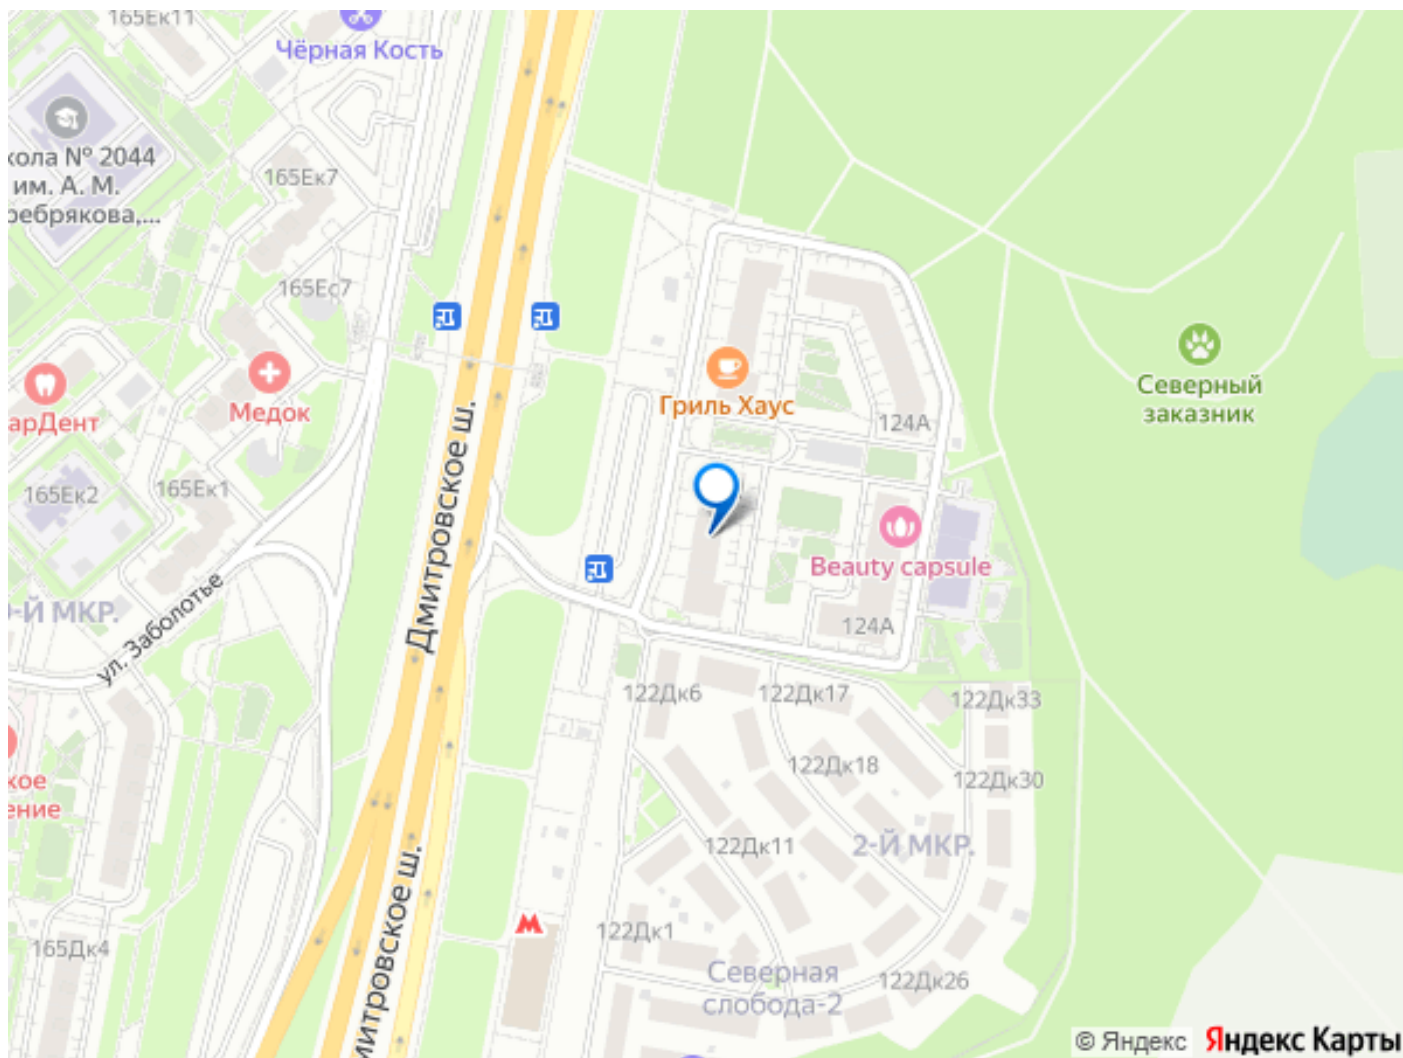 165Ек11
Чёрная Кость
кола № 2044
им. А. М.
ребрякова,...
165Ек7
165Ес7
Медок
арДент
165Ек2
165Ек1
Гриль Хаус
124А
Северный
заказник
Beauty capsule
124А
Дмитровское ш.
-Й МКР.
ул. Заболотье
122Дк6
122Дк17
122Дк33
122Дк18
122Дк30
кое
ение
122Дк11
2-Й МКР.
митровское ш.
165Дк4
М
122Дк1
Северная
слобода-2
122Дк26
© Яндекс Яндекс Карты